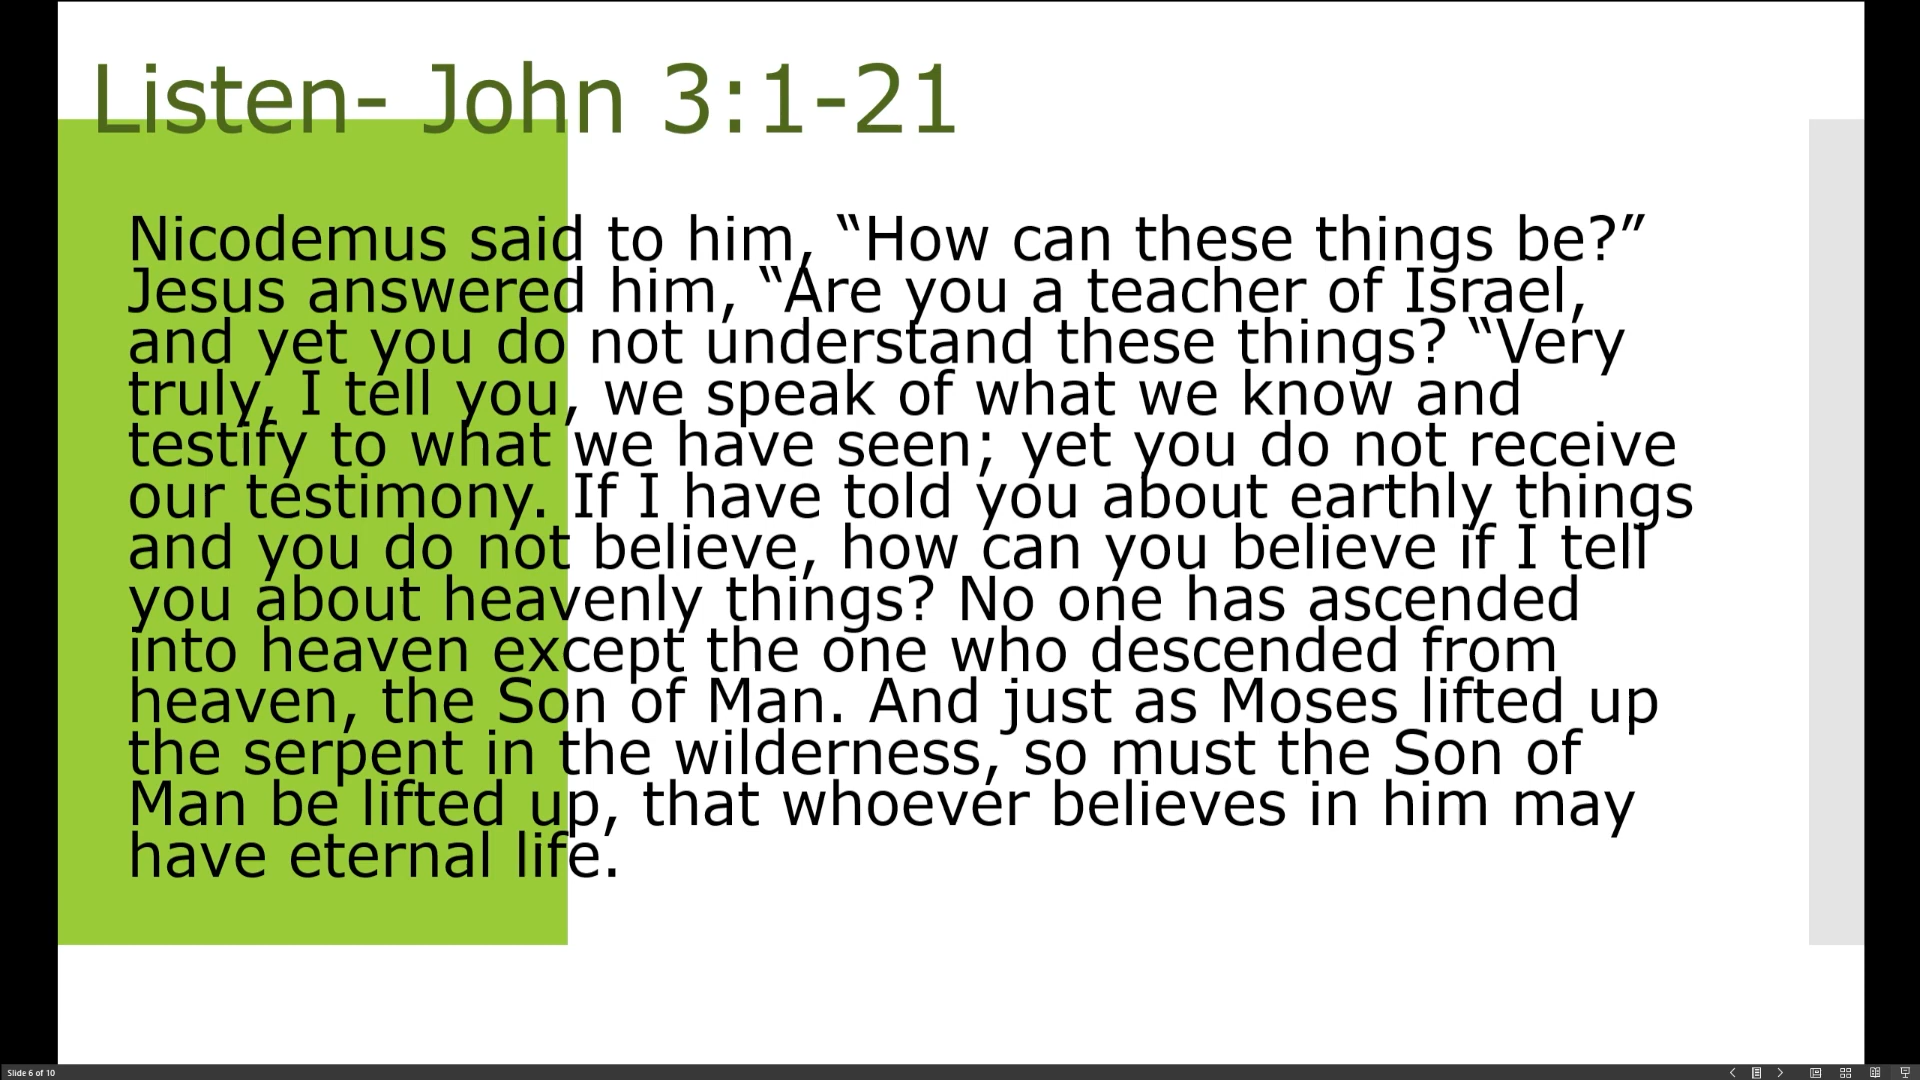 Listen- John 3:1-21
Nicodemus said to him, “How can these things be?”
Jesus answered him, “Are you a teacher of Israel,
and yet you do not understand these things? “Very
truly, I tell you, we speak of what we know and
testify to what we have seen; yet you do not receive
our testimony. If I have told you about earthly things
and you do not believe, how can you believe if I tell
you about heavenly things? No one has ascended
into heaven except the one who descended from
heaven, the Son of Man. And just as Moses lifted up
the serpent in the wilderness, so must the Son of
Man be lifted up, that whoever believes in him may
have eternal life.
Slide 6 of 10